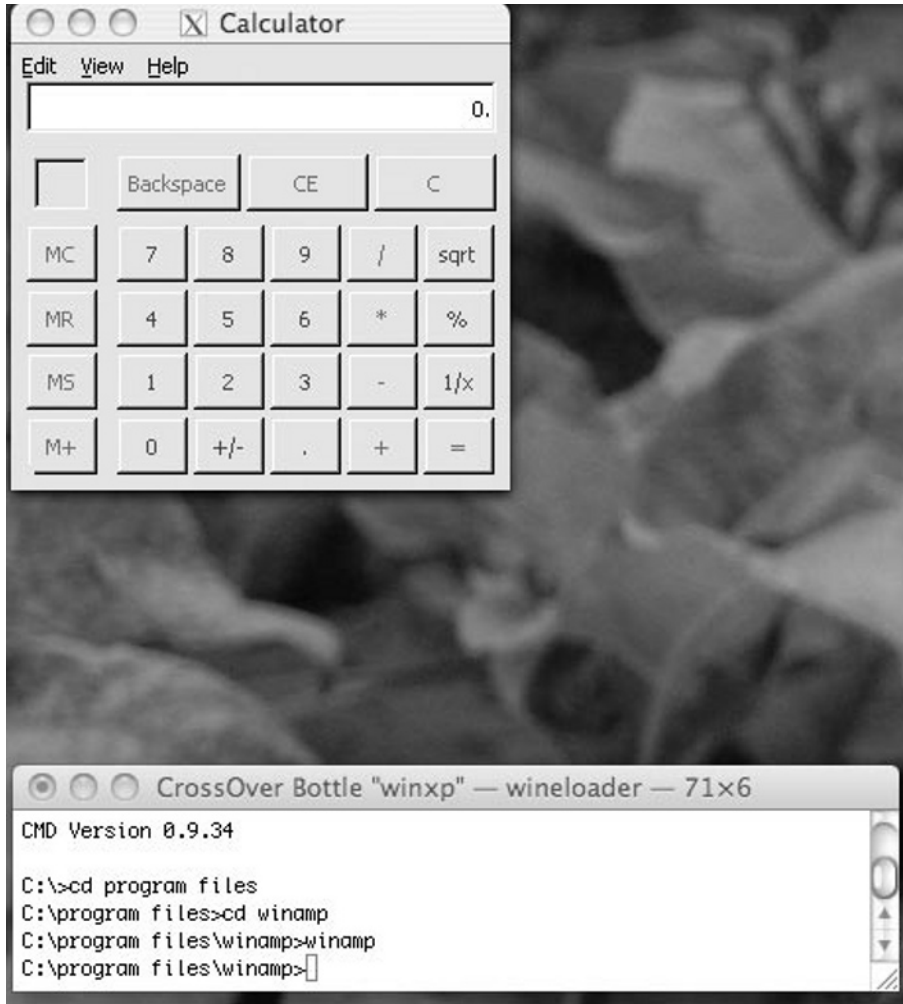 X Calculator
Edit View Help
0.
Backspace CE C
MC 7 8 9 / sqrt
MR 4 5 6 * %
MS 1 2 3 - 1/x
M+ 0 +/- . + =
CrossOver Bottle "winxp" — wineloader — 71×6
CMD Version 0.9.34
C:\>cd program files
C:\program files>cd winamp
C:\program files\winamp>winamp
C:\program files\winamp>